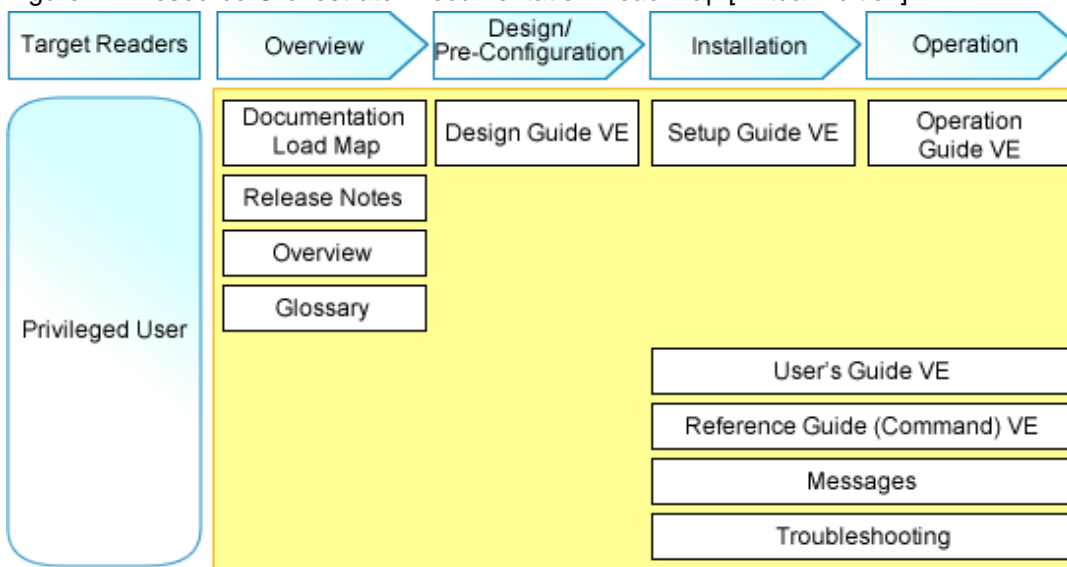 Target Readers
Overview
Design/
Pre-Configuration
Installation
Operation
Privileged User
Documentation
Load Map
Design Guide VE
Setup Guide VE
Operation
Guide VE
Release Notes
Overview
Glossary
User's Guide VE
Reference Guide (Command) VE
Messages
Troubleshooting